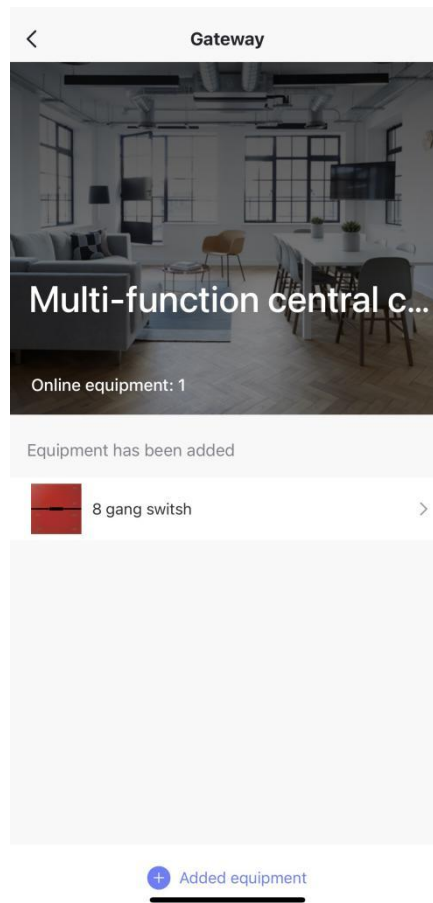 Gateway
Multi-function central c...
Online equipment: 1
Equipment has been added
8 gang switsh
Added equipment